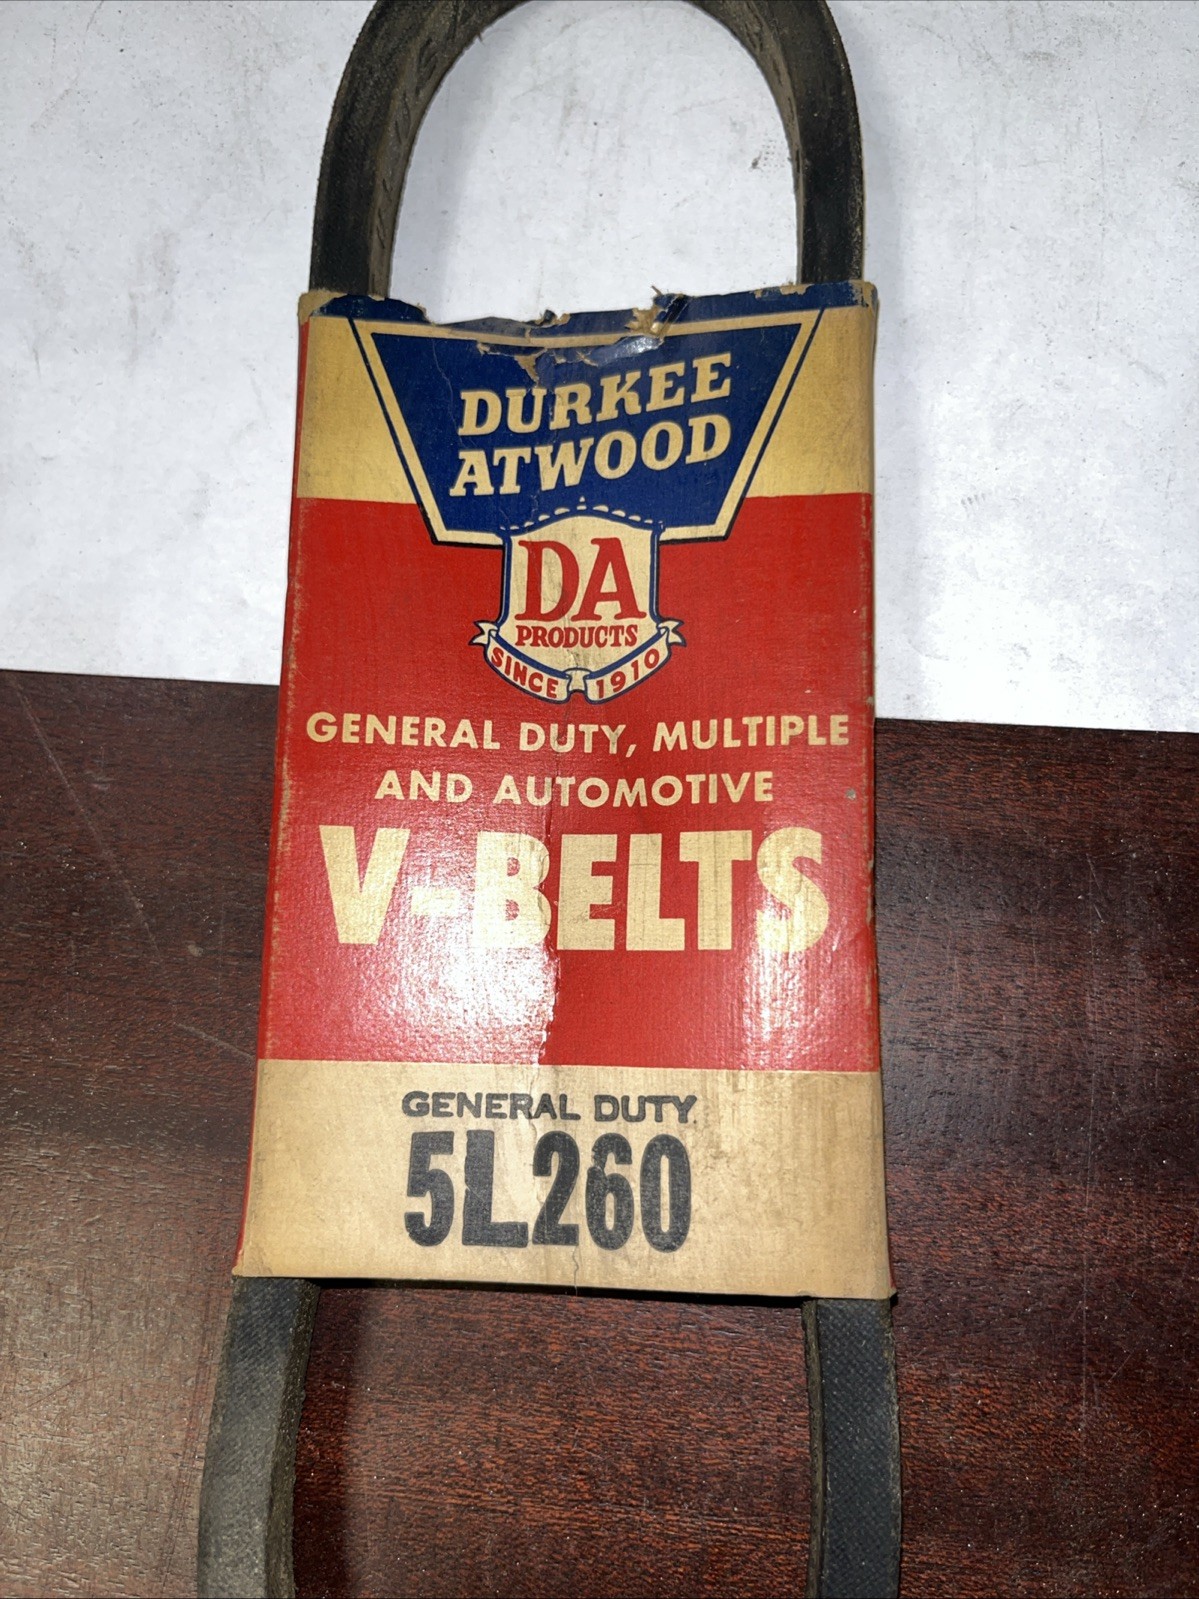 DURKEE
ATWOOD
DA
PRODUCTS
SINCE 1910
GENERAL DUTY, MULTIPLE
AND AUTOMOTIVE
V-BELTS
GENERAL DUTY
5L260